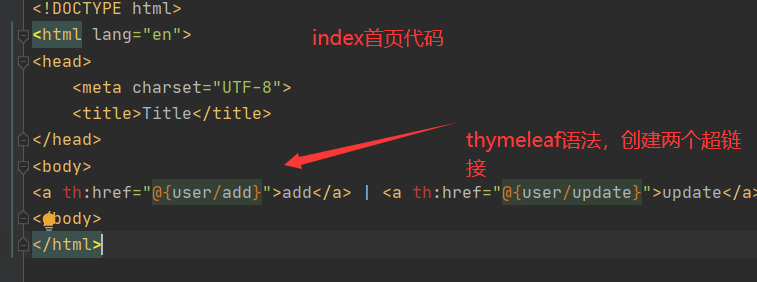 <!DOCTYPE html>
<html lang="en">
index首页代码
<head>
<meta charset="UTF-8">
<title>Title</title>
</head>
thymeleaf语法，创建两个超链
接
<body>
<a th:href="@{user/add}">add</a> | <a th:href="@{user/update}">update</a>
</body>
</html>